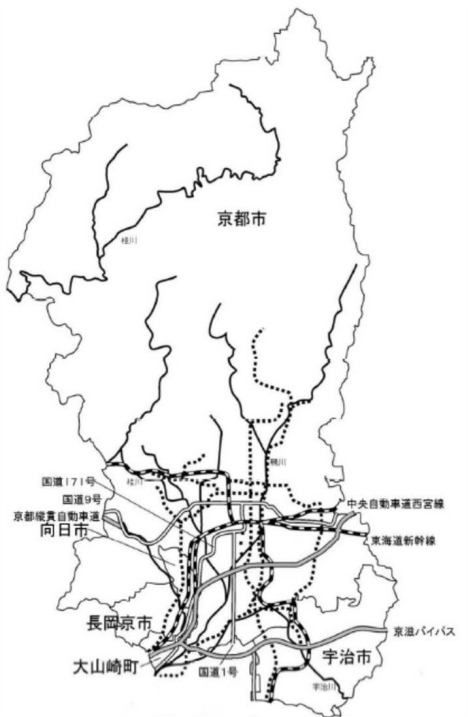 京都市
桂川
鴨川
国道171号
桂川
国道9号
中央自動車道西宮線
京都縦貫自動車道
向日市
東海道新幹線
長岡京市
京滋バイパス
大山崎町
宇治市
国道1号
宇治川